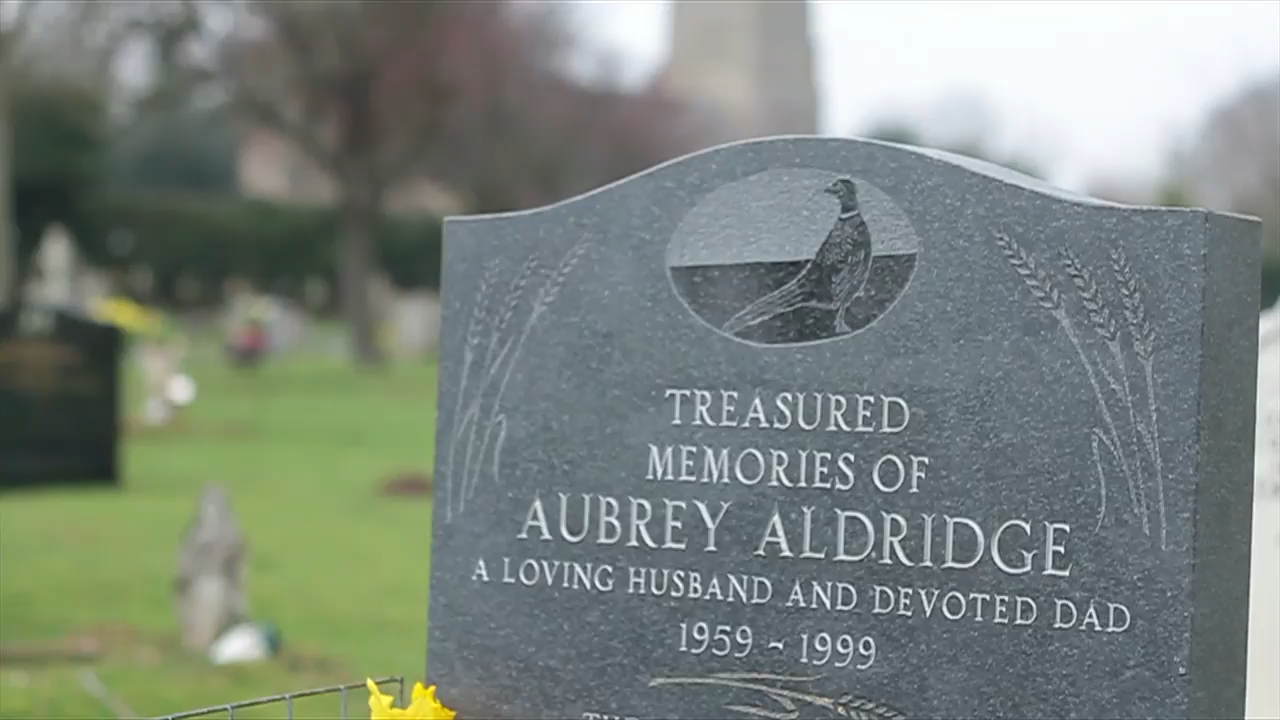 TREASURED
MEMORIES OF
AUBREY ALDRIDGE
A LOVING HUSBAND AND DEVOTED DAD
1959 ~ 1999